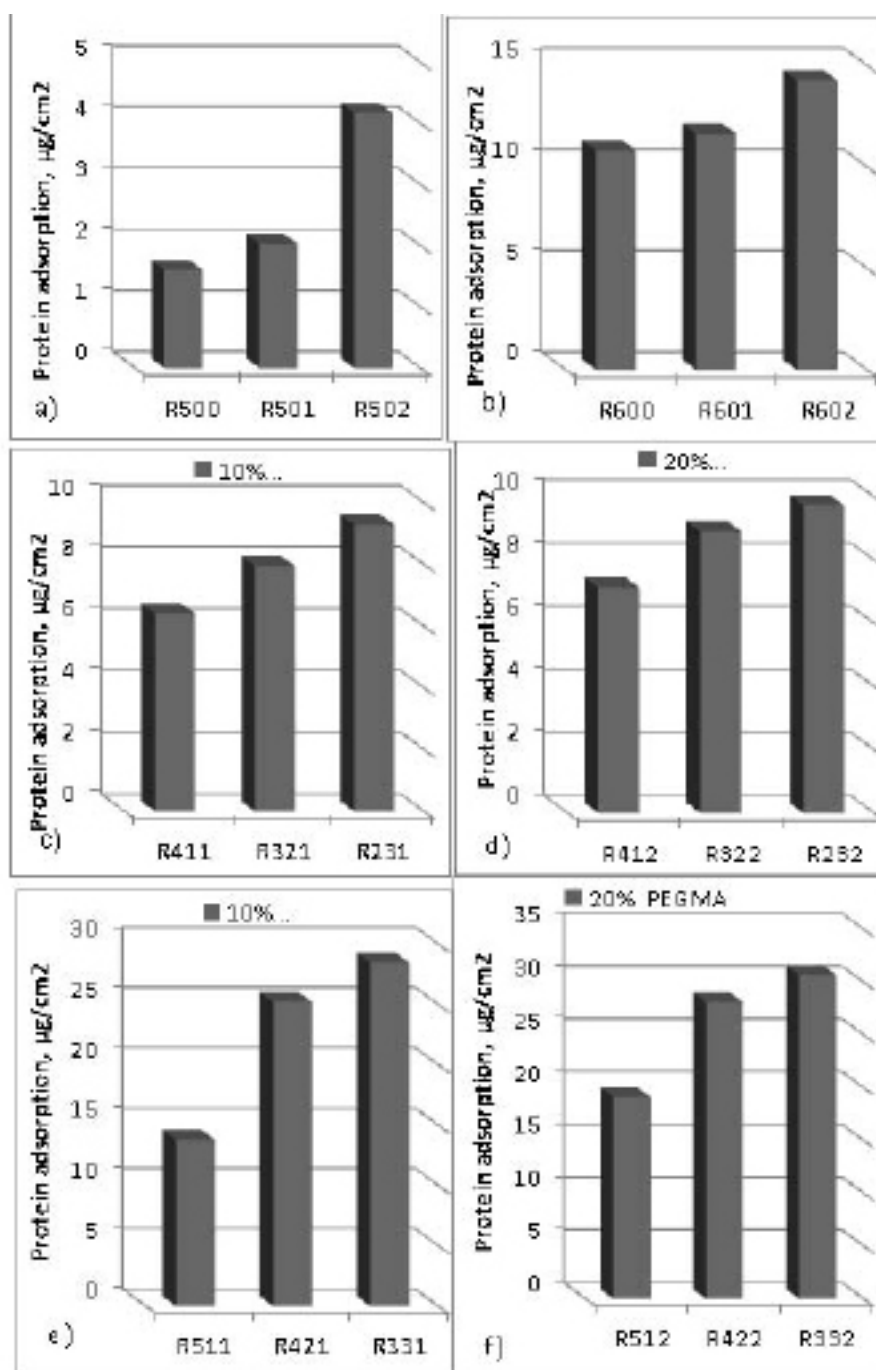 Protein adsorption, µg/cm2
5
4
3
2
1
0
R500 R501 R502
a)
Protein adsorption, µg/cm2
15
10
5
0
R600 R601 R602
b)
10%...
Protein adsorption, µg/cm2
10
8
6
4
2
0
R411 R321 R231
c)
20%...
Protein adsorption, µg/cm2
10
8
6
4
2
0
R412 R322 R232
d)
10%...
Protein adsorption, µg/cm2
30
25
20
15
10
5
0
R511 R421 R331
e)
20% PEGMA
Protein adsorption, µg/cm2
35
30
25
20
15
10
5
0
R512 R422 R332
f)